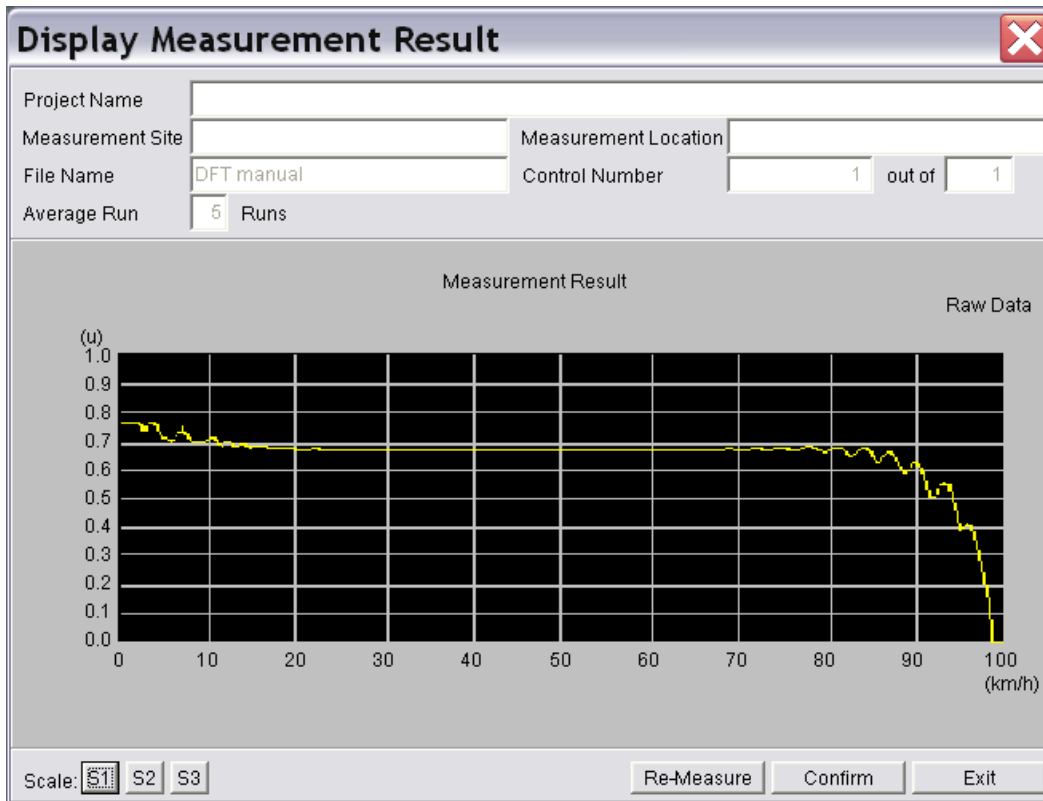 Display Measurement Result
Project Name
Measurement Site Measurement Location
File Name DFT manual Control Number 1 out of 1
Average Run 5 Runs
Measurement Result
Raw Data
(u)
1.0
0.9
0.8
0.7
0.6
0.5
0.4
0.3
0.2
0.1
0.0
0 10 20 30 40 50 60 70 80 90 100
(km/h)
Scale: S1 S2 S3 Re-Measure Confirm Exit